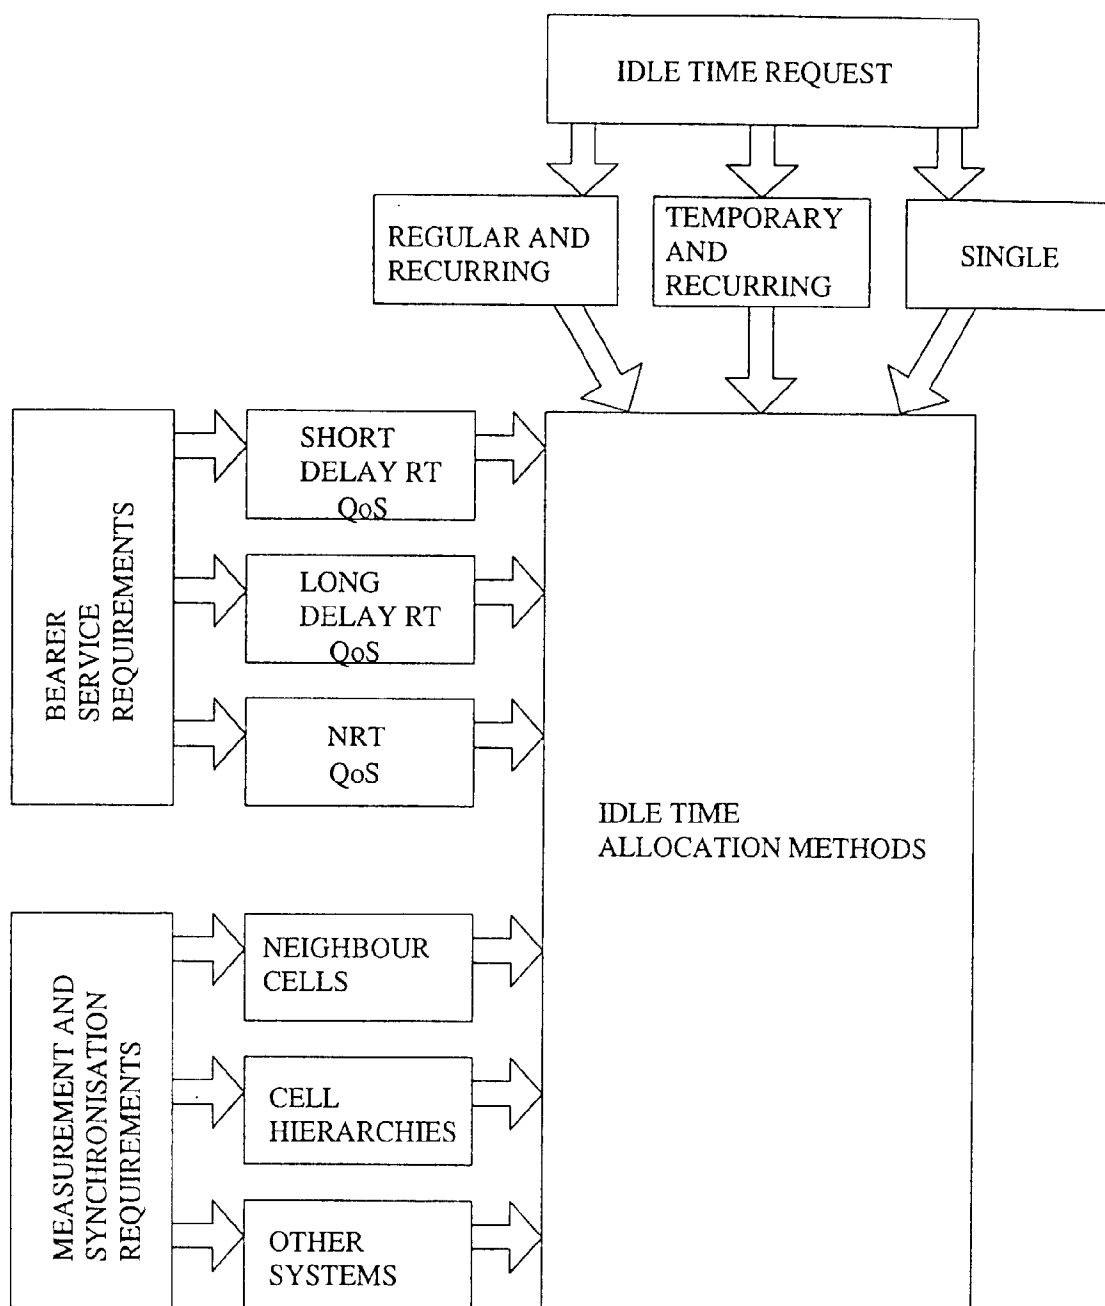 IDLE TIME REQUEST
REGULAR AND
RECURRING
TEMPORARY
AND
RECURRING
SINGLE
BEARER
SERVICE
REQUIREMENTS
SHORT
DELAY RT
QoS
LONG
DELAY RT
QoS
NRT
QoS
IDLE TIME
ALLOCATION METHODS
MEASUREMENT AND
SYNCHRONISATION
REQUIREMENTS
NEIGHBOUR
CELLS
CELL
HIERARCHIES
OTHER
SYSTEMS